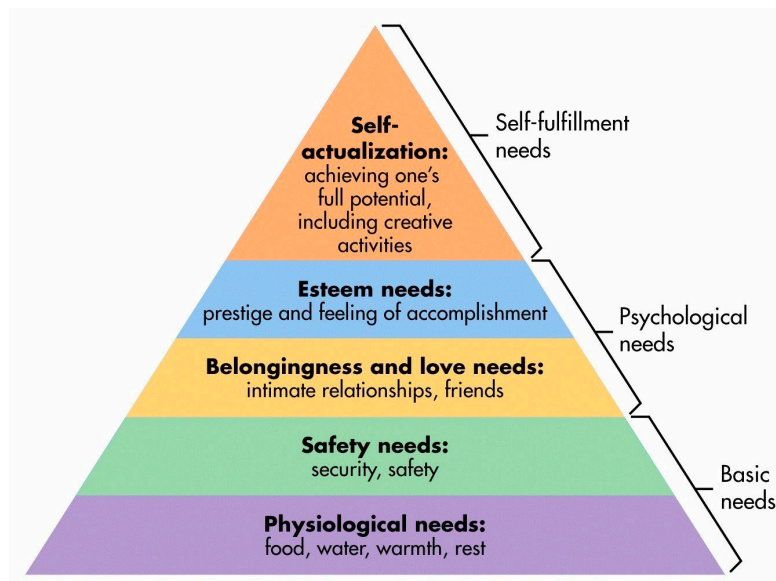 Self-
actualization:
achieving one's
full potential,
including creative
activities
Self-fulfillment
needs
Esteem needs:
prestige and feeling of accomplishment
Psychological
needs
Belongingness and love needs:
intimate relationships, friends
Safety needs:
security, safety
Basic
needs
Physiological needs:
food, water, warmth, rest